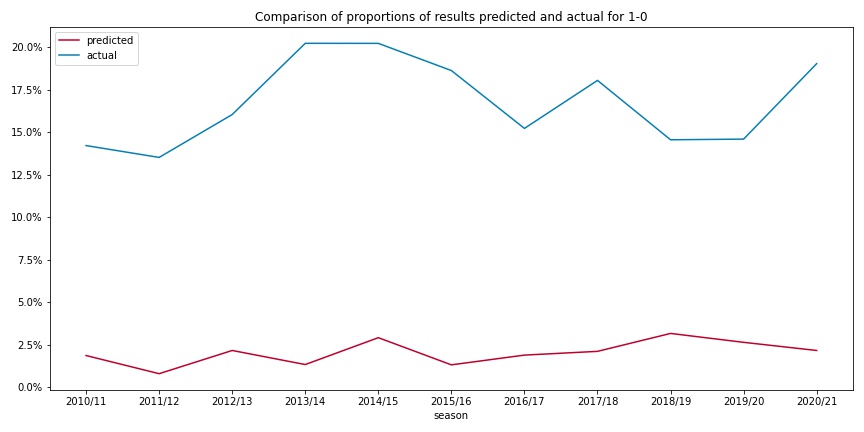 Comparison of proportions of results predicted and actual for 1-0
predicted
actual
20.0%
17.5%
15.0%
12.5%
10.0%
7.5%
5.0%
2.5%
0.0%
2010/11 2011/12 2012/13 2013/14 2014/15 2015/16 2016/17 2017/18 2018/19 2019/20 2020/21
season